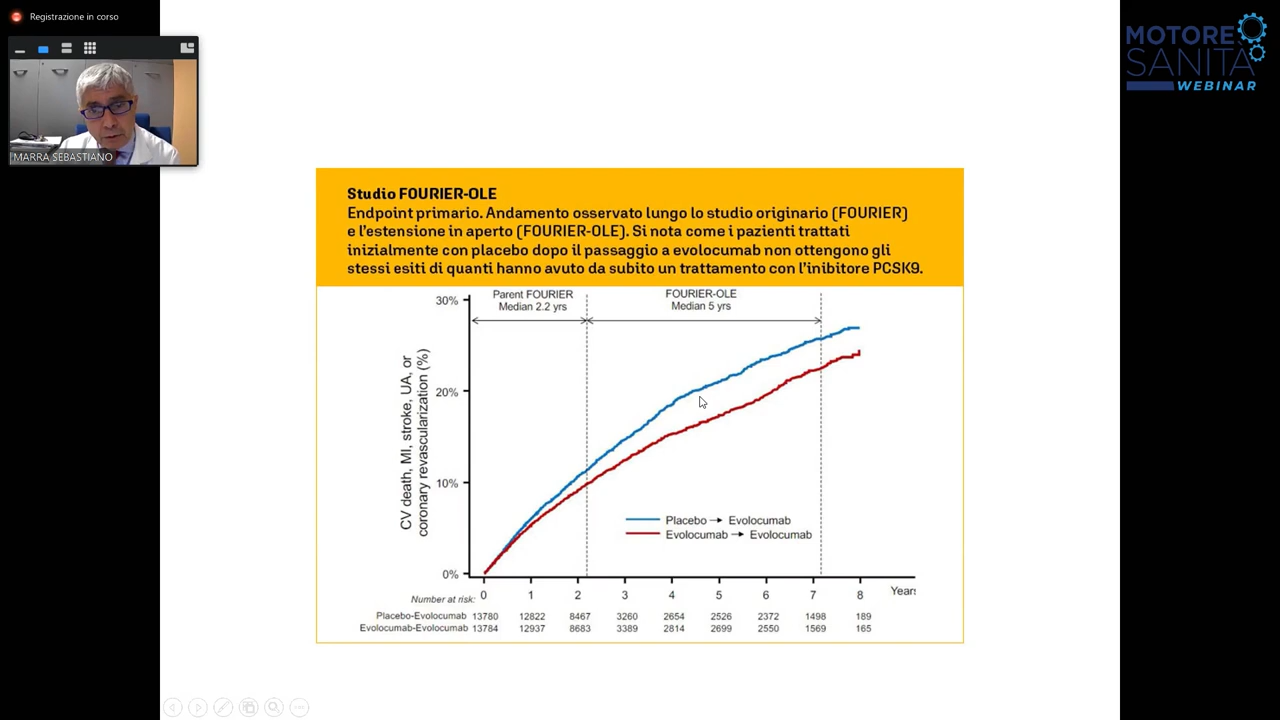 Registrazione in corso
MARRA SEBASTIANO
MOTORE
SANITÀ
WEBINAR
Studio FOURIER-OLE
Endpoint primario. Andamento osservato lungo lo studio originario (FOURIER)
e l'estensione in aperto (FOURIER-OLE). Si nota come i pazienti trattati
inizialmente con placebo dopo il passaggio a evolocumab non ottengono gli
stessi esiti di quanti hanno avuto da subito un trattamento con l'inibitore PCSK9.
Parent FOURIER
Median 2.2 yrs
FOURIER-OLE
Median 5 yrs
CV death, MI, stroke, UA, or
coronary revascularization (%)
30%
20%
10%
0%
Placebo → Evolocumab
Evolocumab → Evolocumab
0 1 2 3 4 5 6 7 8 Years
Number at risk:
Placebo-Evolocumab 13780 12822 8467 3260 2654 2526 2372 1498 189
Evolocumab-Evolocumab 13784 12937 8683 3389 2814 2699 2550 1569 165